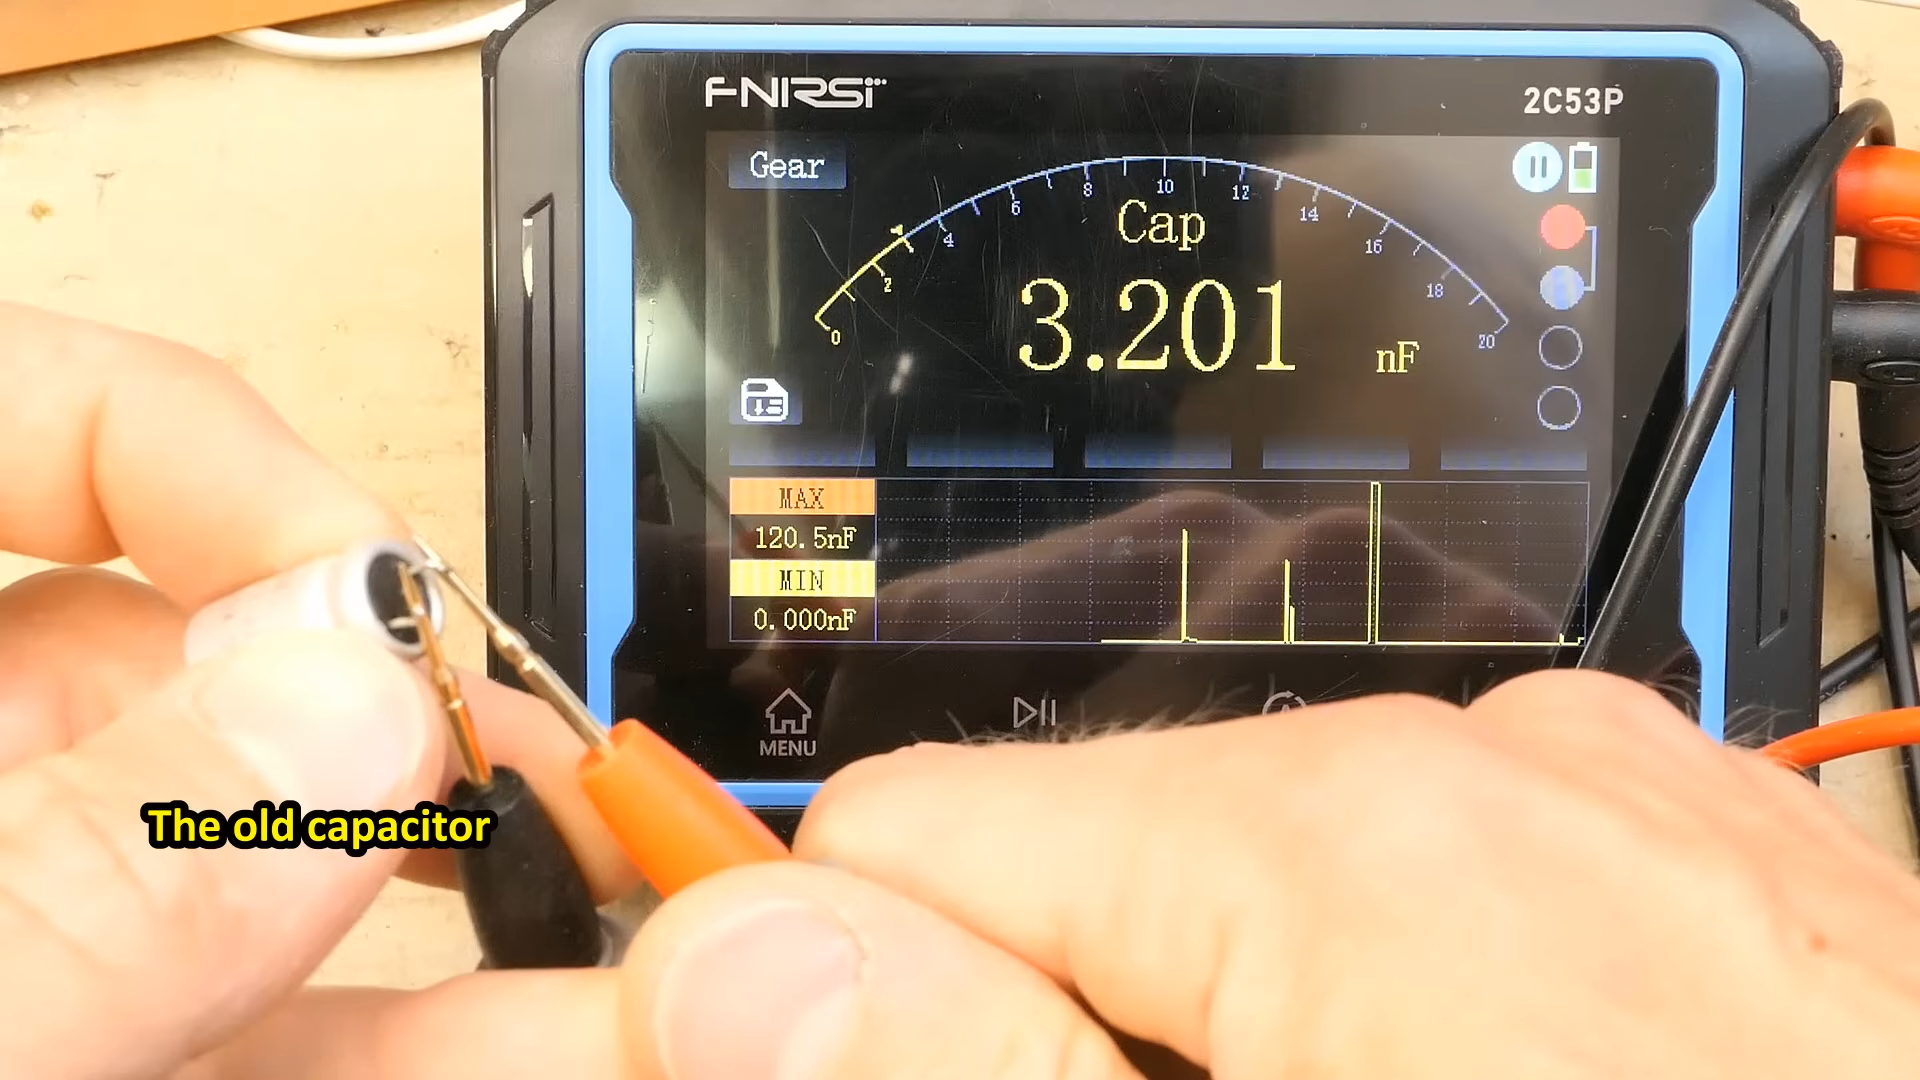 FNIRSI
2C53P
Gear
Cap
0
2
4
6
8
10
12
14
16
18
20
3.201
nF
MAX
120.5nF
MIN
0.000nF
MENU
The old capacitor